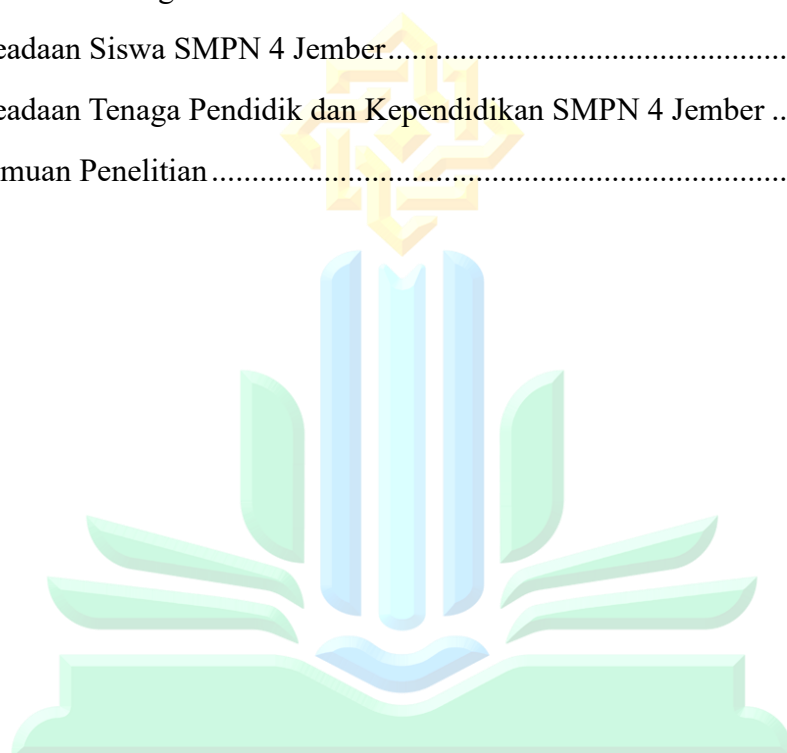 eadaan Siswa SMPN 4 Jember..................................................
eadaan Tenaga Pendidik dan Kependidikan SMPN 4 Jember ..
muan Penelitian........................................................................